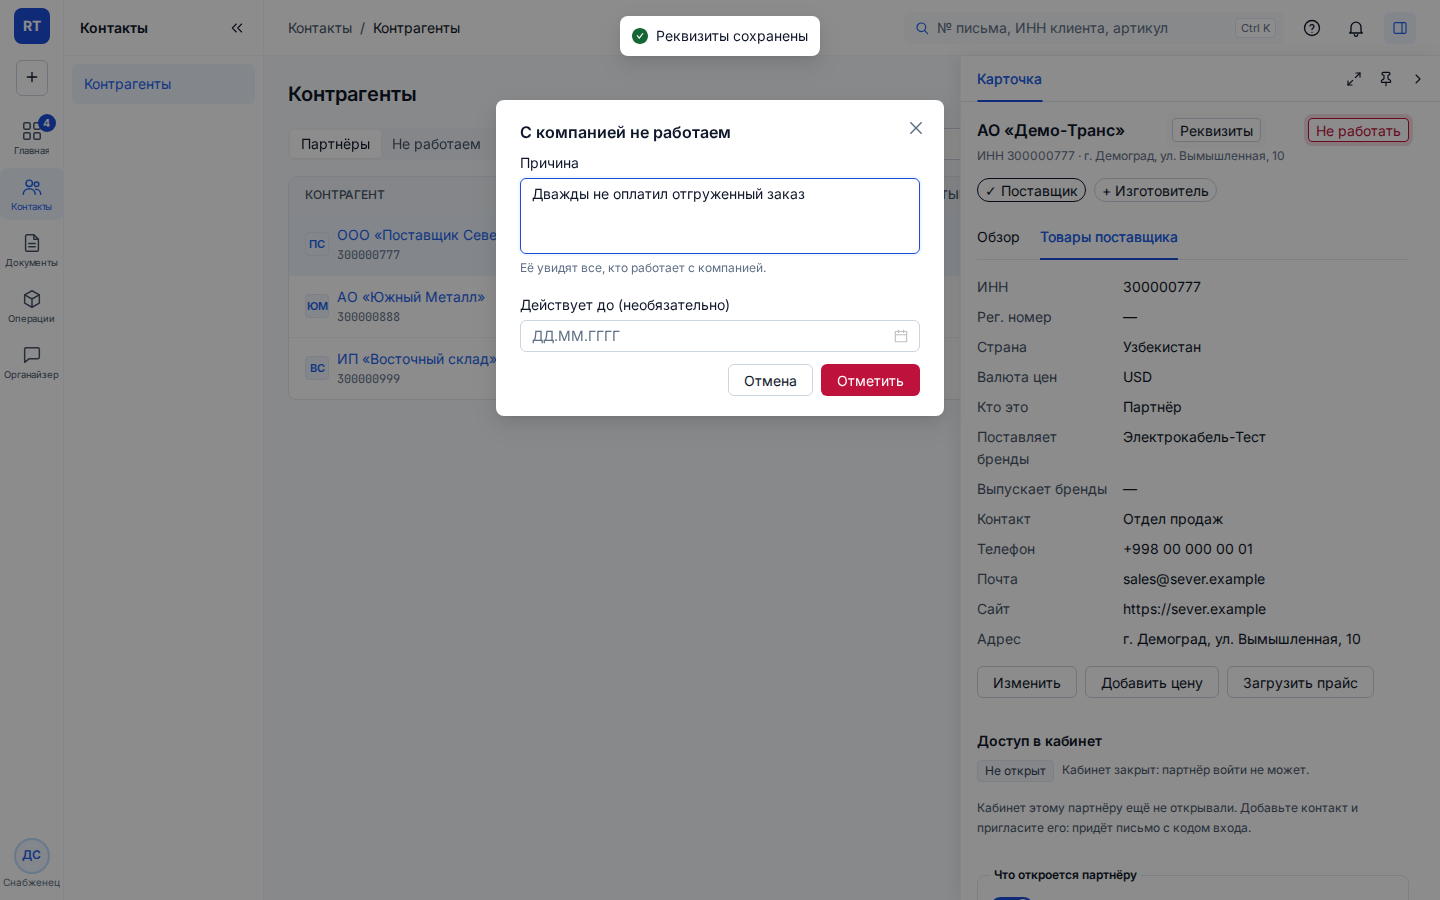 RT
Контакты
Контакты / Контрагенты
Реквизиты сохранены
№ письма, ИНН клиента, артикул
Ctrl K
4
Главная
Контакты
Документы
Операции
Органайзер
ДС
Снабженец
Контрагенты
Контрагенты
Партнёры
Не работаем
КОНТРАГЕНТ
ПС
ООО «Поставщик Севе
300000777
ЮМ
АО «Южный Металл»
300000888
ВС
ИП «Восточный склад»
300000999
С компанией не работаем
Причина
Дважды не оплатил отгруженный заказ
Её увидят все, кто работает с компанией.
Действует до (необязательно)
ДД.ММ.ГГГГ
Отмена
Отметить
Карточка
АО «Демо-Транс»
Реквизиты
Не работать
ИНН 300000777 · г. Демоград, ул. Вымышленная, 10
✓ Поставщик
+ Изготовитель
Обзор
Товары поставщика
ИНН 300000777
Рег. номер —
Страна Узбекистан
Валюта цен USD
Кто это Партнёр
Поставляет Электрокабель-Тест
бренды
Выпускает бренды —
Контакт Отдел продаж
Телефон +998 00 000 00 01
Почта sales@sever.example
Сайт https://sever.example
Адрес г. Демоград, ул. Вымышленная, 10
Изменить
Добавить цену
Загрузить прайс
Доступ в кабинет
Не открыт
Кабинет закрыт: партнёр войти не может.
Кабинет этому партнёру ещё не открывали. Добавьте контакт и
пригласите его: придёт письмо с кодом входа.
Что откроется партнёру